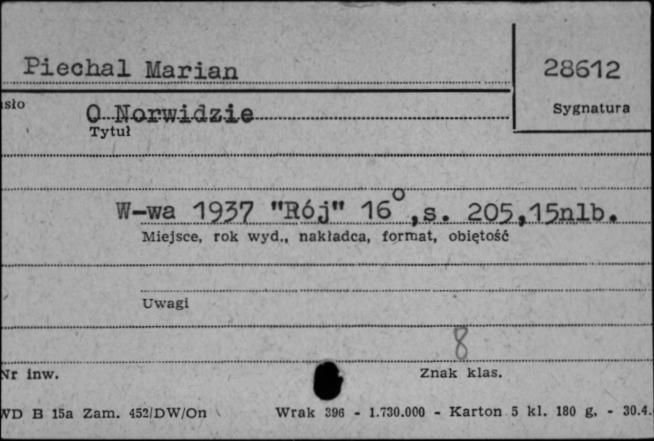 Piechal Marian
28612
Sygnatura
O Norwidzie
Tytuł
W-wa 1937 "Rój" 16°, s. 205, 15nlb.
Miejsce, rok wyd., nakładca, format, objętość
Uwagi
8
Nr inw.
Znak klas.
WD B 15a Zam. 452/DW/On Wrak 396 - 1.730.000 - Karton 5 kl. 180 g. - 30.4.